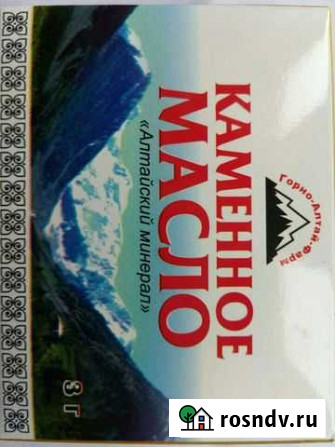 Горно-Алтай-Фарм
КАМЕННОЕ
МАСЛО
«Алтайский минерал»
3 г
rosndv.ru